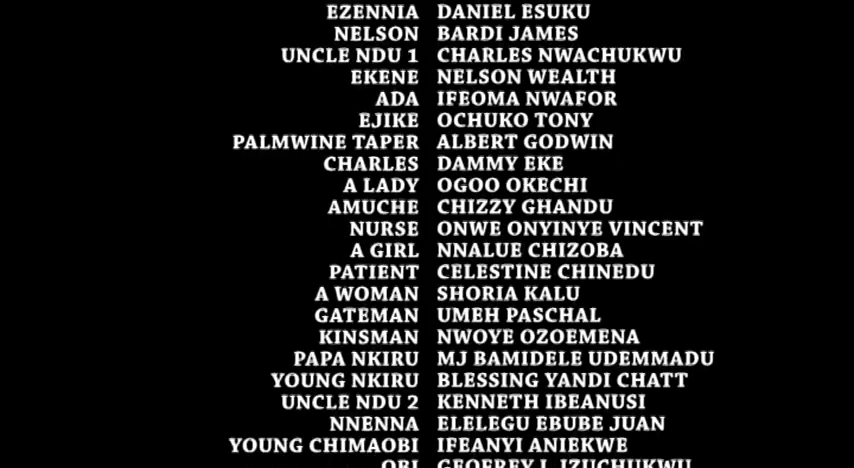 EZENNIA DANIEL ESUKU
NELSON BARDI JAMES
UNCLE NDU 1 CHARLES NWACHUKWU
EKENE NELSON WEALTH
ADA IFEOMA NWAFOR
EJIKE OCHUKO TONY
PALMWINE TAPER ALBERT GODWIN
CHARLES DAMMY EKE
A LADY OGOO OKECHI
AMUCHE CHIZZY GHANDU
NURSE ONWE ONYINYE VINCENT
A GIRL NNALUE CHIZOBA
PATIENT CELESTINE CHINEDU
A WOMAN SHORIA KALU
GATEMAN UMEH PASCHAL
KINSMAN NWOYE OZOEMENA
PAPA NKIRU MJ BAMIDELE UDEMMADU
YOUNG NKIRU BLESSING YANDI CHATT
UNCLE NDU 2 KENNETH IBEANUSI
NNENNA ELELEGU EBUBE JUAN
YOUNG CHIMAOBI IFEANYI ANIEKWE
OBI GEOFREY I. IZUCHUKWU